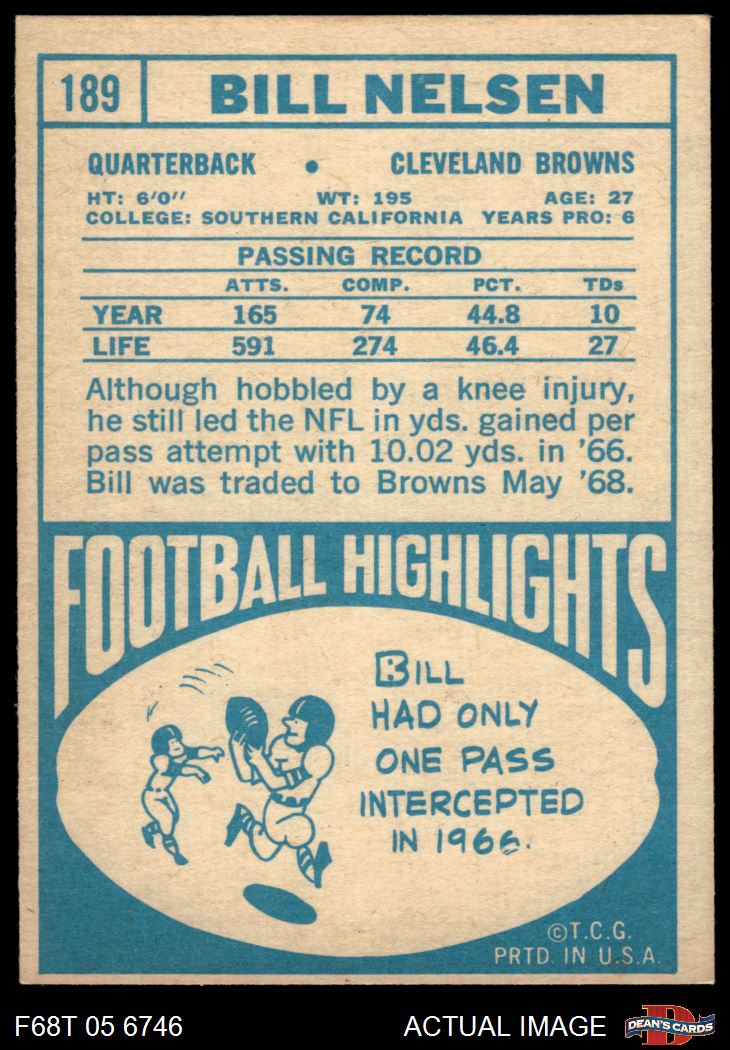 189 BILL NELSEN
QUARTERBACK • CLEVELAND BROWNS
HT: 6'0" WT: 195 AGE: 27
COLLEGE: SOUTHERN CALIFORNIA YEARS PRO: 6
PASSING RECORD
ATTS. COMP. PCT. TDs
YEAR 165 74 44.8 10
LIFE 591 274 46.4 27
Although hobbled by a knee injury,
he still led the NFL in yds. gained per
pass attempt with 10.02 yds. in '66.
Bill was traded to Browns May '68.
FOOTBALL HIGHLIGHTS
BILL
HAD ONLY
ONE PASS
INTERCEPTED
IN 1966.
©T.C.G.
PRTD. IN U.S.A.
F68T 05 6746 ACTUAL IMAGE D DEAN'S CARDS